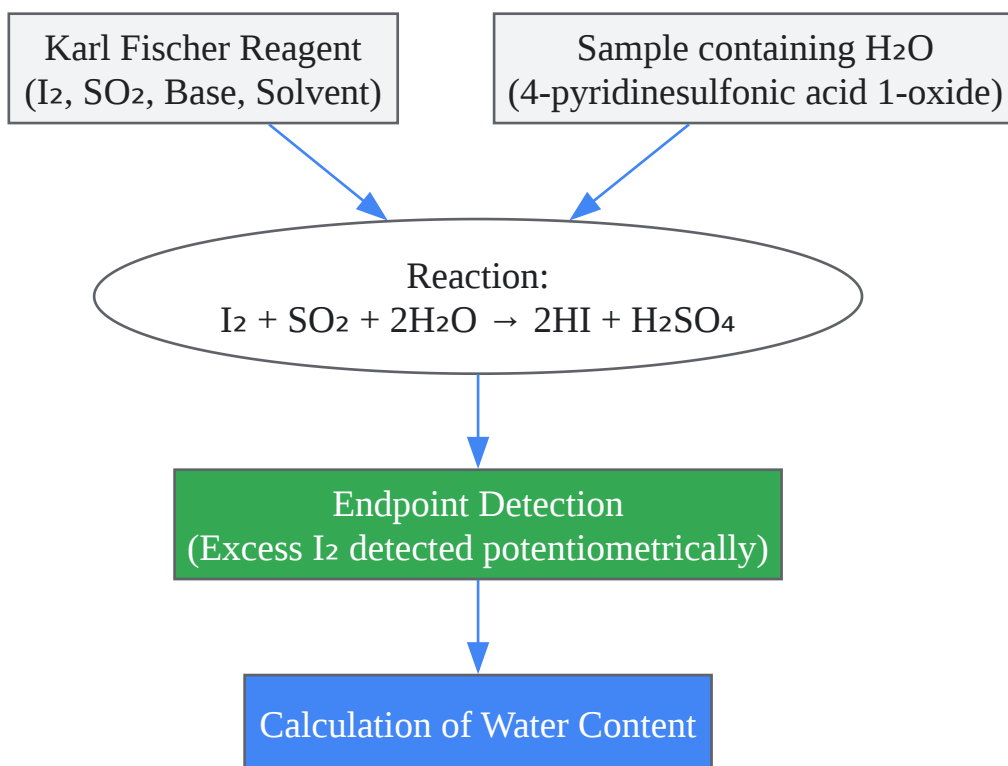 Karl Fischer Reagent
(I₂, SO₂, Base, Solvent)
Sample containing H₂O
(4-pyridinesulfonic acid 1-oxide)
Reaction:
I₂ + SO₂ + 2H₂O → 2HI + H₂SO₄
Endpoint Detection
(Excess I₂ detected potentiometrically)
Calculation of Water Content